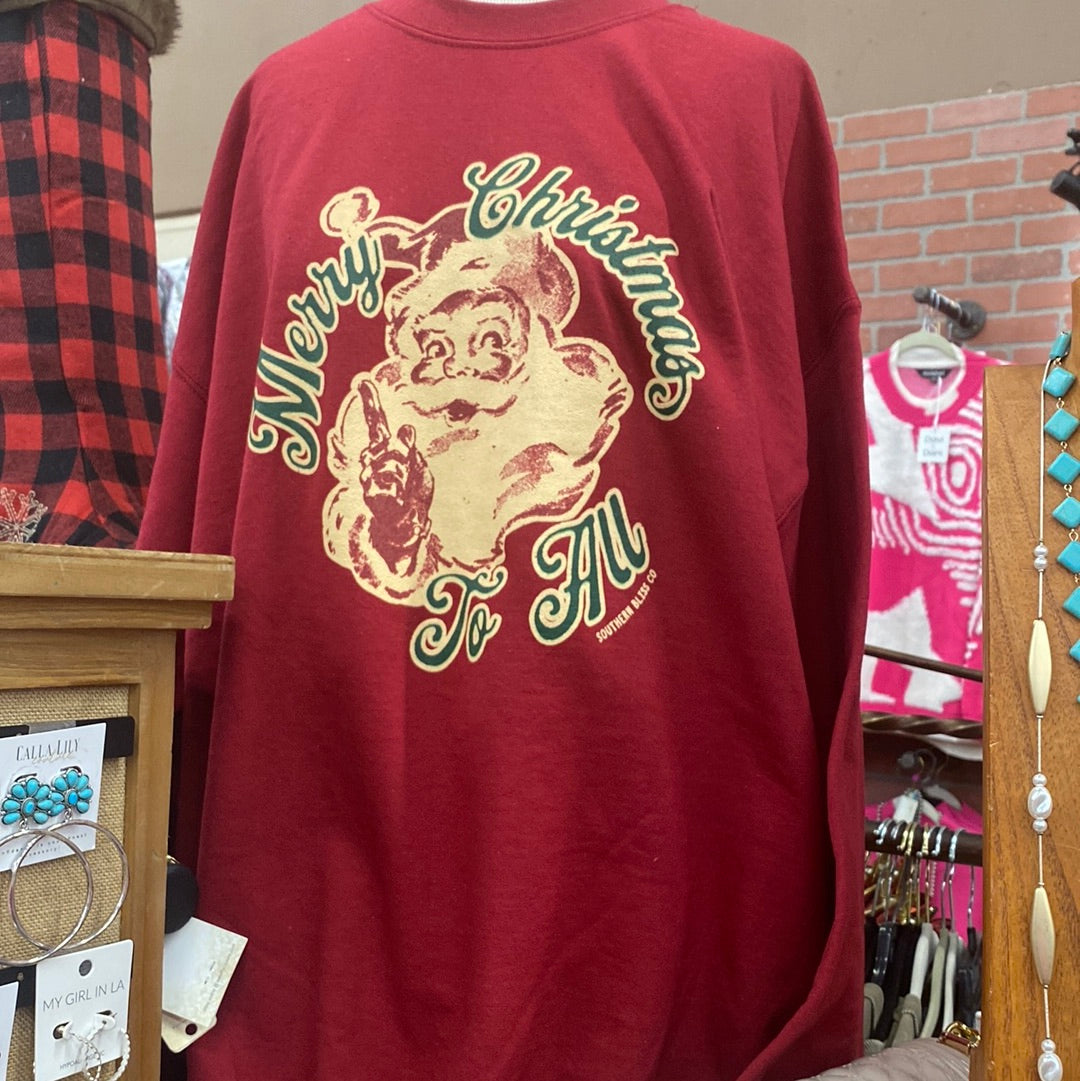 Merry Christmas
To All
SOUTHERN BLESS CO
CALLA LILY
MY GIRL IN LA